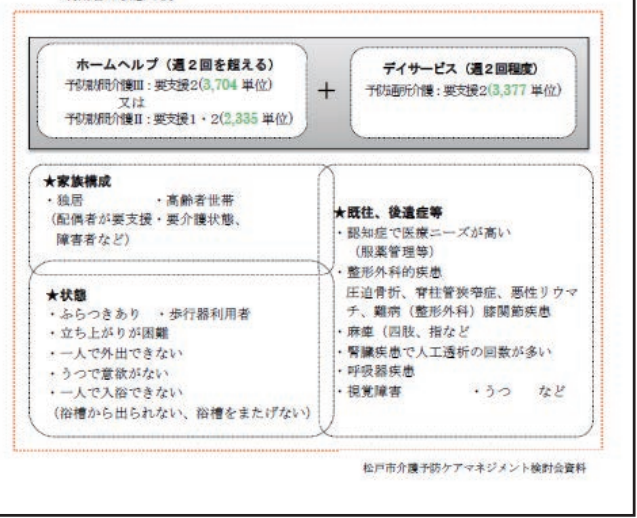 ホームヘルプ（週２回を超える）
予防訪問介護Ⅲ：要支援2(3,704 単位)
又は
予防訪問介護Ⅱ：要支援1・2(2,335 単位)
＋
デイサービス（週２回程度）
予防通所介護：要支援2(3,377 単位)
★家族構成
・独居　　　　・高齢者世帯
(配偶者が要支援・要介護状態、
障害者など)
★状態
・ふらつきあり　・歩行器利用者
・立ち上がりが困難
・一人で外出できない
・うつで意欲がない
・一人で入浴できない
(浴槽から出られない、浴槽をまたげない)
★既往、後遺症等
・認知症で医療ニーズが高い
（服薬管理等）
・整形外科的疾患
圧迫骨折、脊柱管狭窄症、悪性リウマ
チ、難病（整形外科）膝関節疾患
・麻痺（四肢、指など
・腎臓疾患で人工透析の回数が多い
・呼吸器疾患
・視覚障害　　　　・うつ　　など
松戸市介護予防ケアマネジメント検討会資料